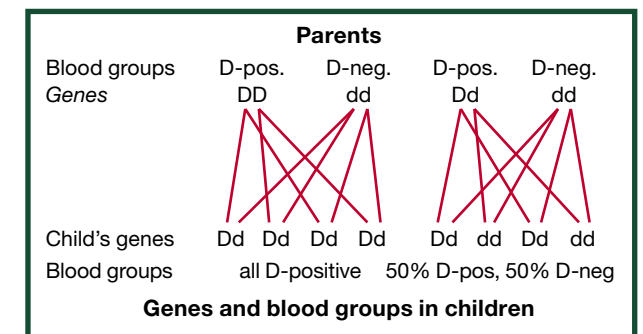 Parents
Blood groups D-pos. D-neg. D-pos. D-neg.
Genes DD dd Dd dd
Child's genes Dd Dd Dd Dd Dd dd Dd dd
Blood groups all D-positive 50% D-pos, 50% D-neg
Genes and blood groups in children